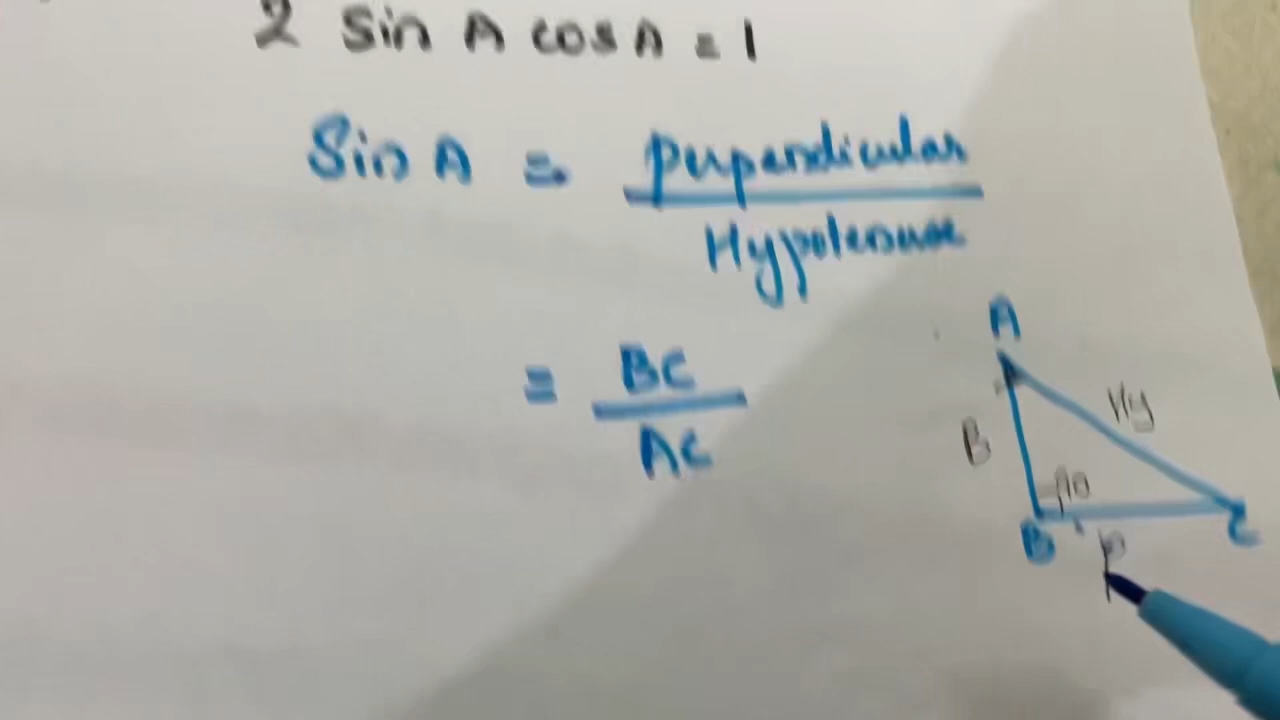 2 Sin A cos A = 1
Sin A = perpendicular
Hypotenuse
= BC
AC
A
Hy
B
90
B
C
p